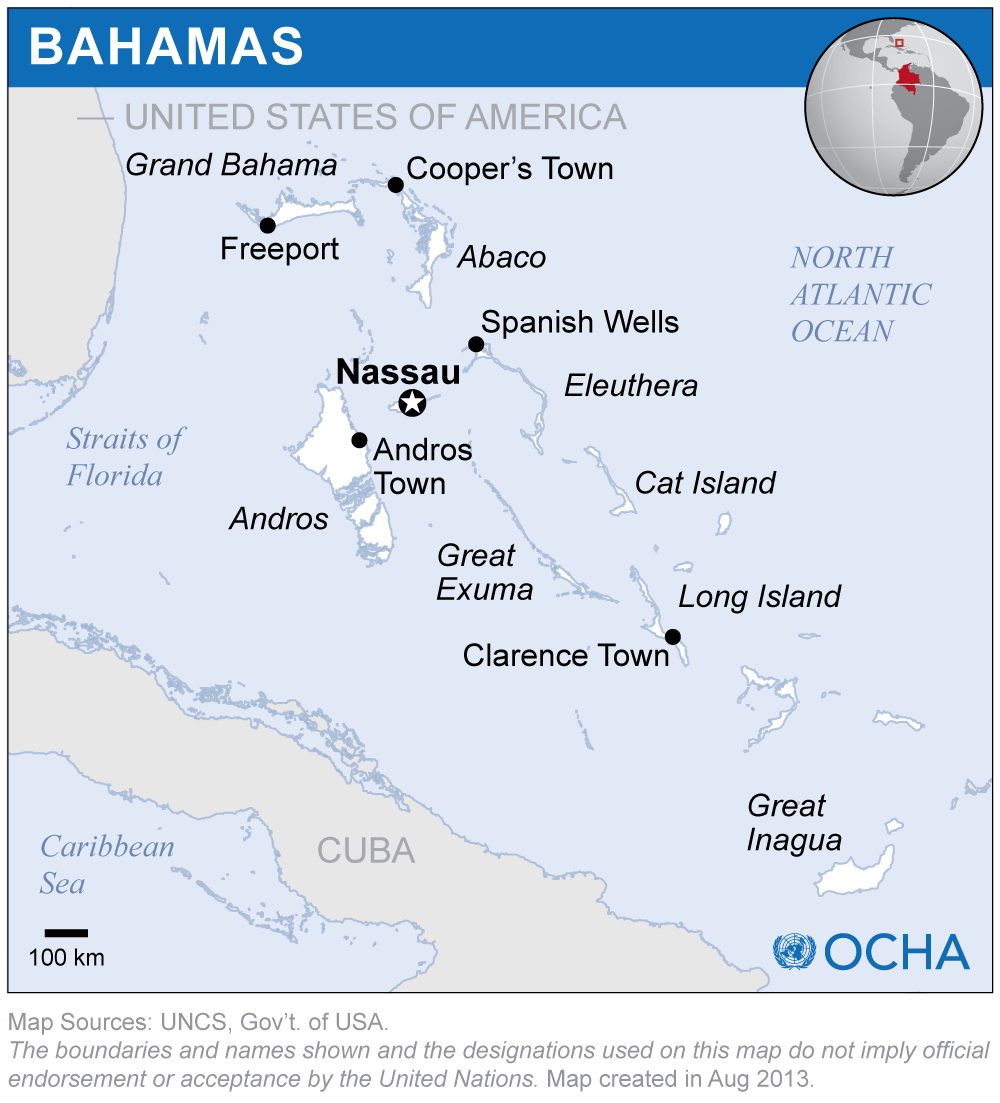 BAHAMAS
UNITED STATES OF AMERICA
Grand Bahama
Cooper's Town
Freeport
Abaco
NORTH
ATLANTIC
OCEAN
Spanish Wells
Nassau
Eleuthera
Straits of
Florida
Andros
Town
Cat Island
Andros
Great
Exuma
Long Island
Clarence Town
Great
Inagua
Caribbean
Sea
CUBA
100 km
OCHA
Map Sources: UNCS, Gov't. of USA.
The boundaries and names shown and the designations used on this map do not imply official
endorsement or acceptance by the United Nations. Map created in Aug 2013.